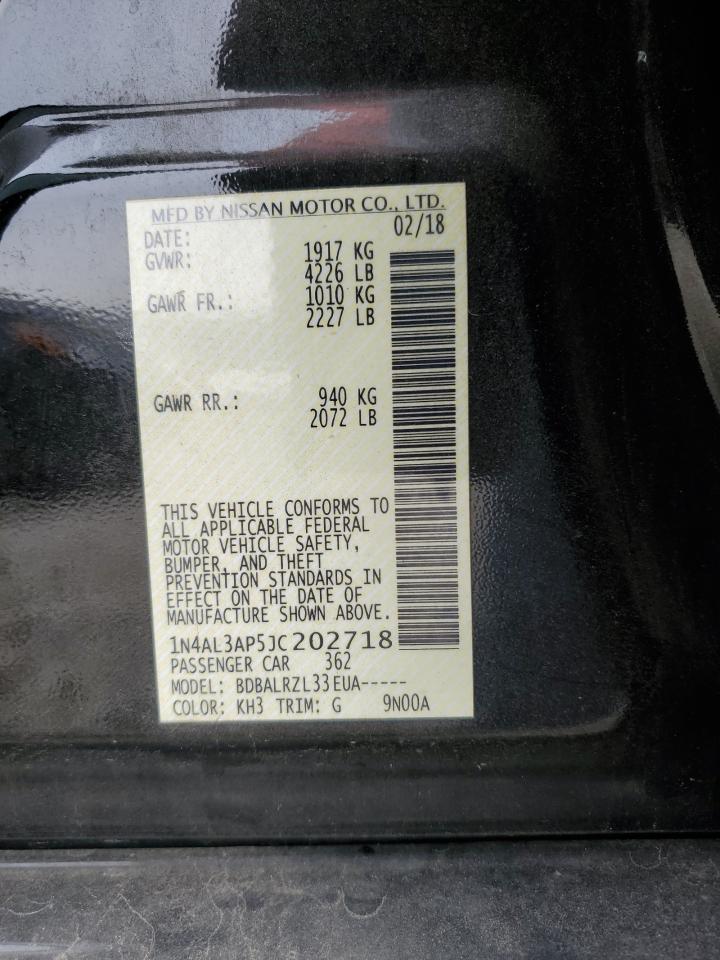 MFD BY NISSAN MOTOR CO., LTD.
DATE: 02/18
GVWR: 1917 KG
4226 LB
GAWR FR.: 1010 KG
2227 LB
GAWR RR.: 940 KG
2072 LB
THIS VEHICLE CONFORMS TO
ALL APPLICABLE FEDERAL
MOTOR VEHICLE SAFETY,
BUMPER, AND THEFT
PREVENTION STANDARDS IN
EFFECT ON THE DATE OF
MANUFACTURE SHOWN ABOVE.
1N4AL3AP5JC202718
PASSENGER CAR 362
MODEL: BDBALRZL33EUA-----
COLOR: KH3 TRIM: G 9N00A